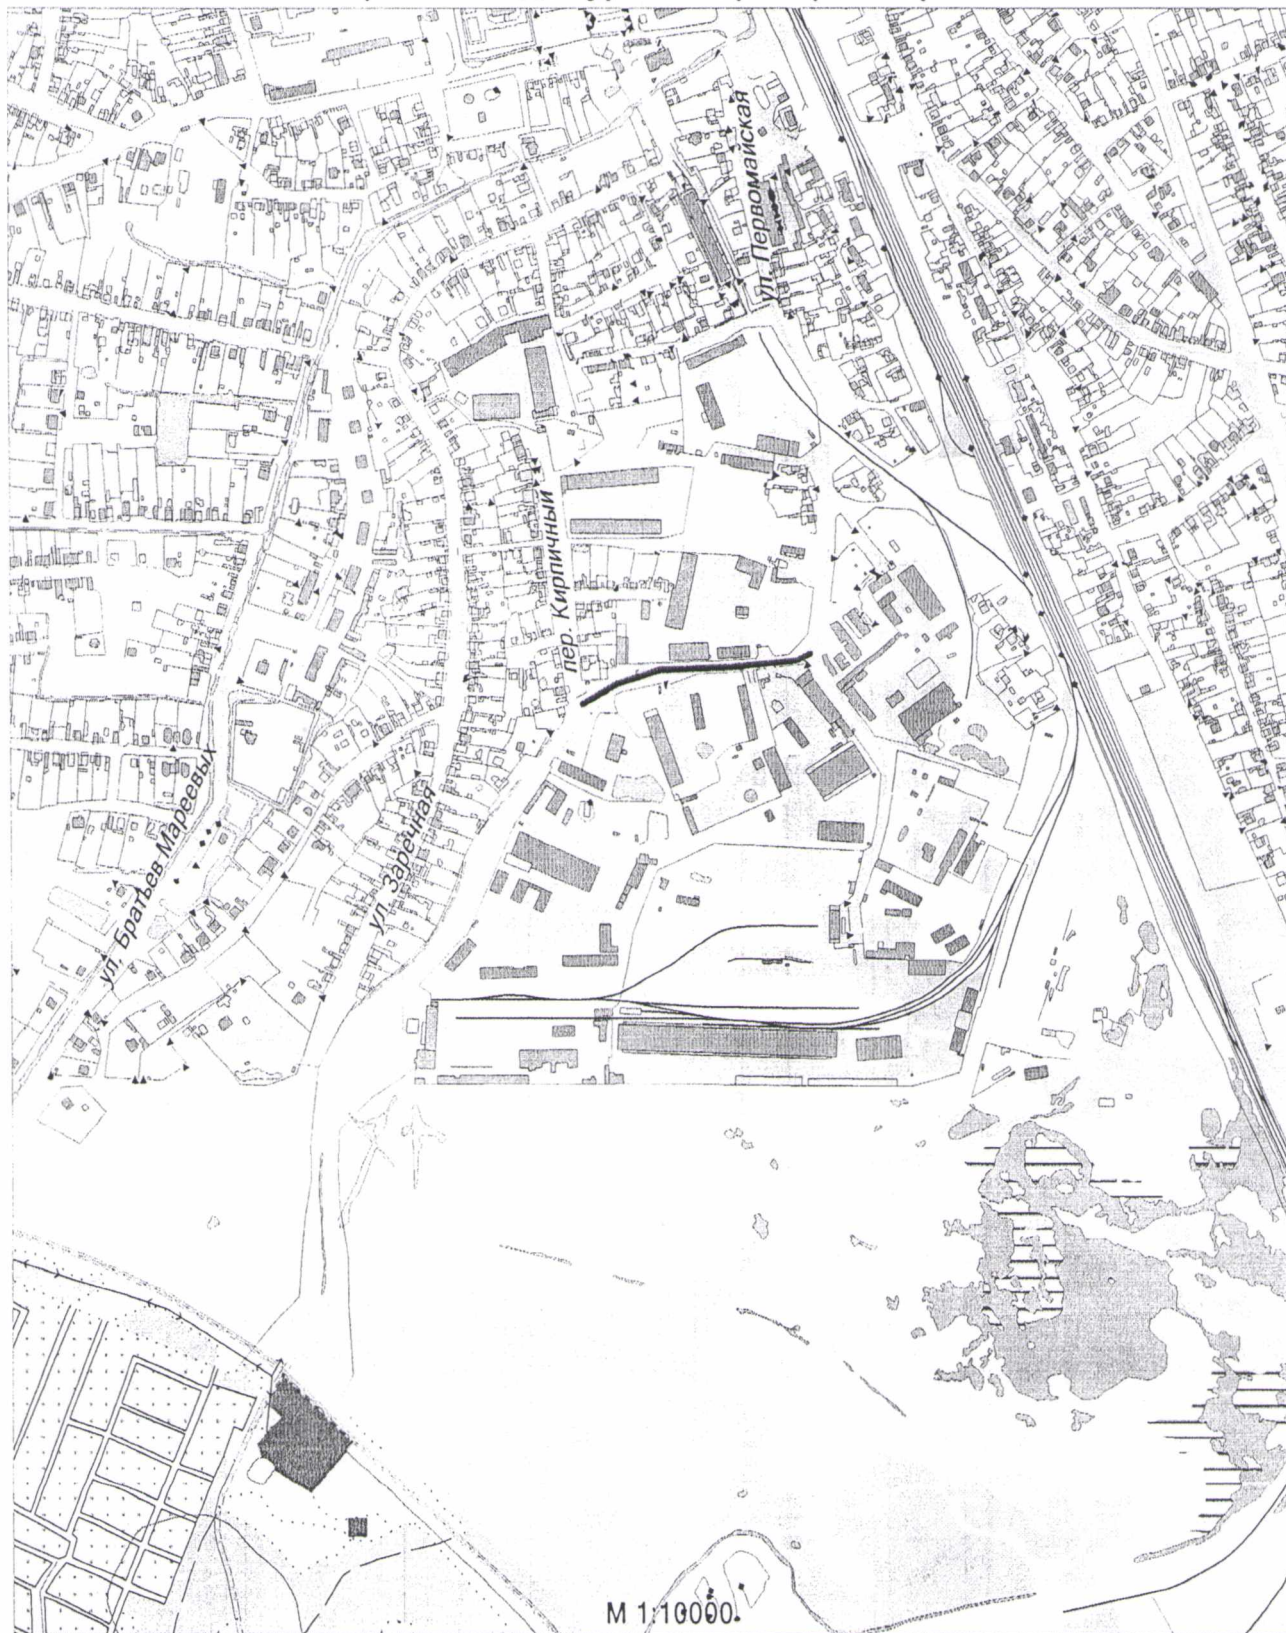 ул. Первомайская
пер. Кирпичный
ул. Братьев Мареевых
ул. Заречная
М 1:10000